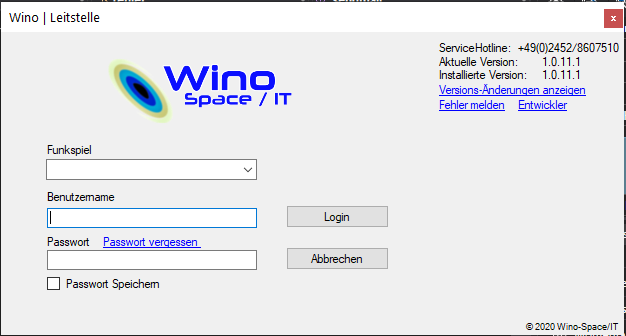 Wino | Leitstelle
x
Wino
Space / IT
ServiceHotline: +49(0)2452/8607510
Aktuelle Version: 1.0.11.1
Installierte Version: 1.0.11.1
Versions-Änderungen anzeigen
Fehler melden Entwickler
Funkspiel
Benutzername
Login
Passwort Passwort vergessen
Abbrechen
Passwort Speichern
© 2020 Wino-Space/IT